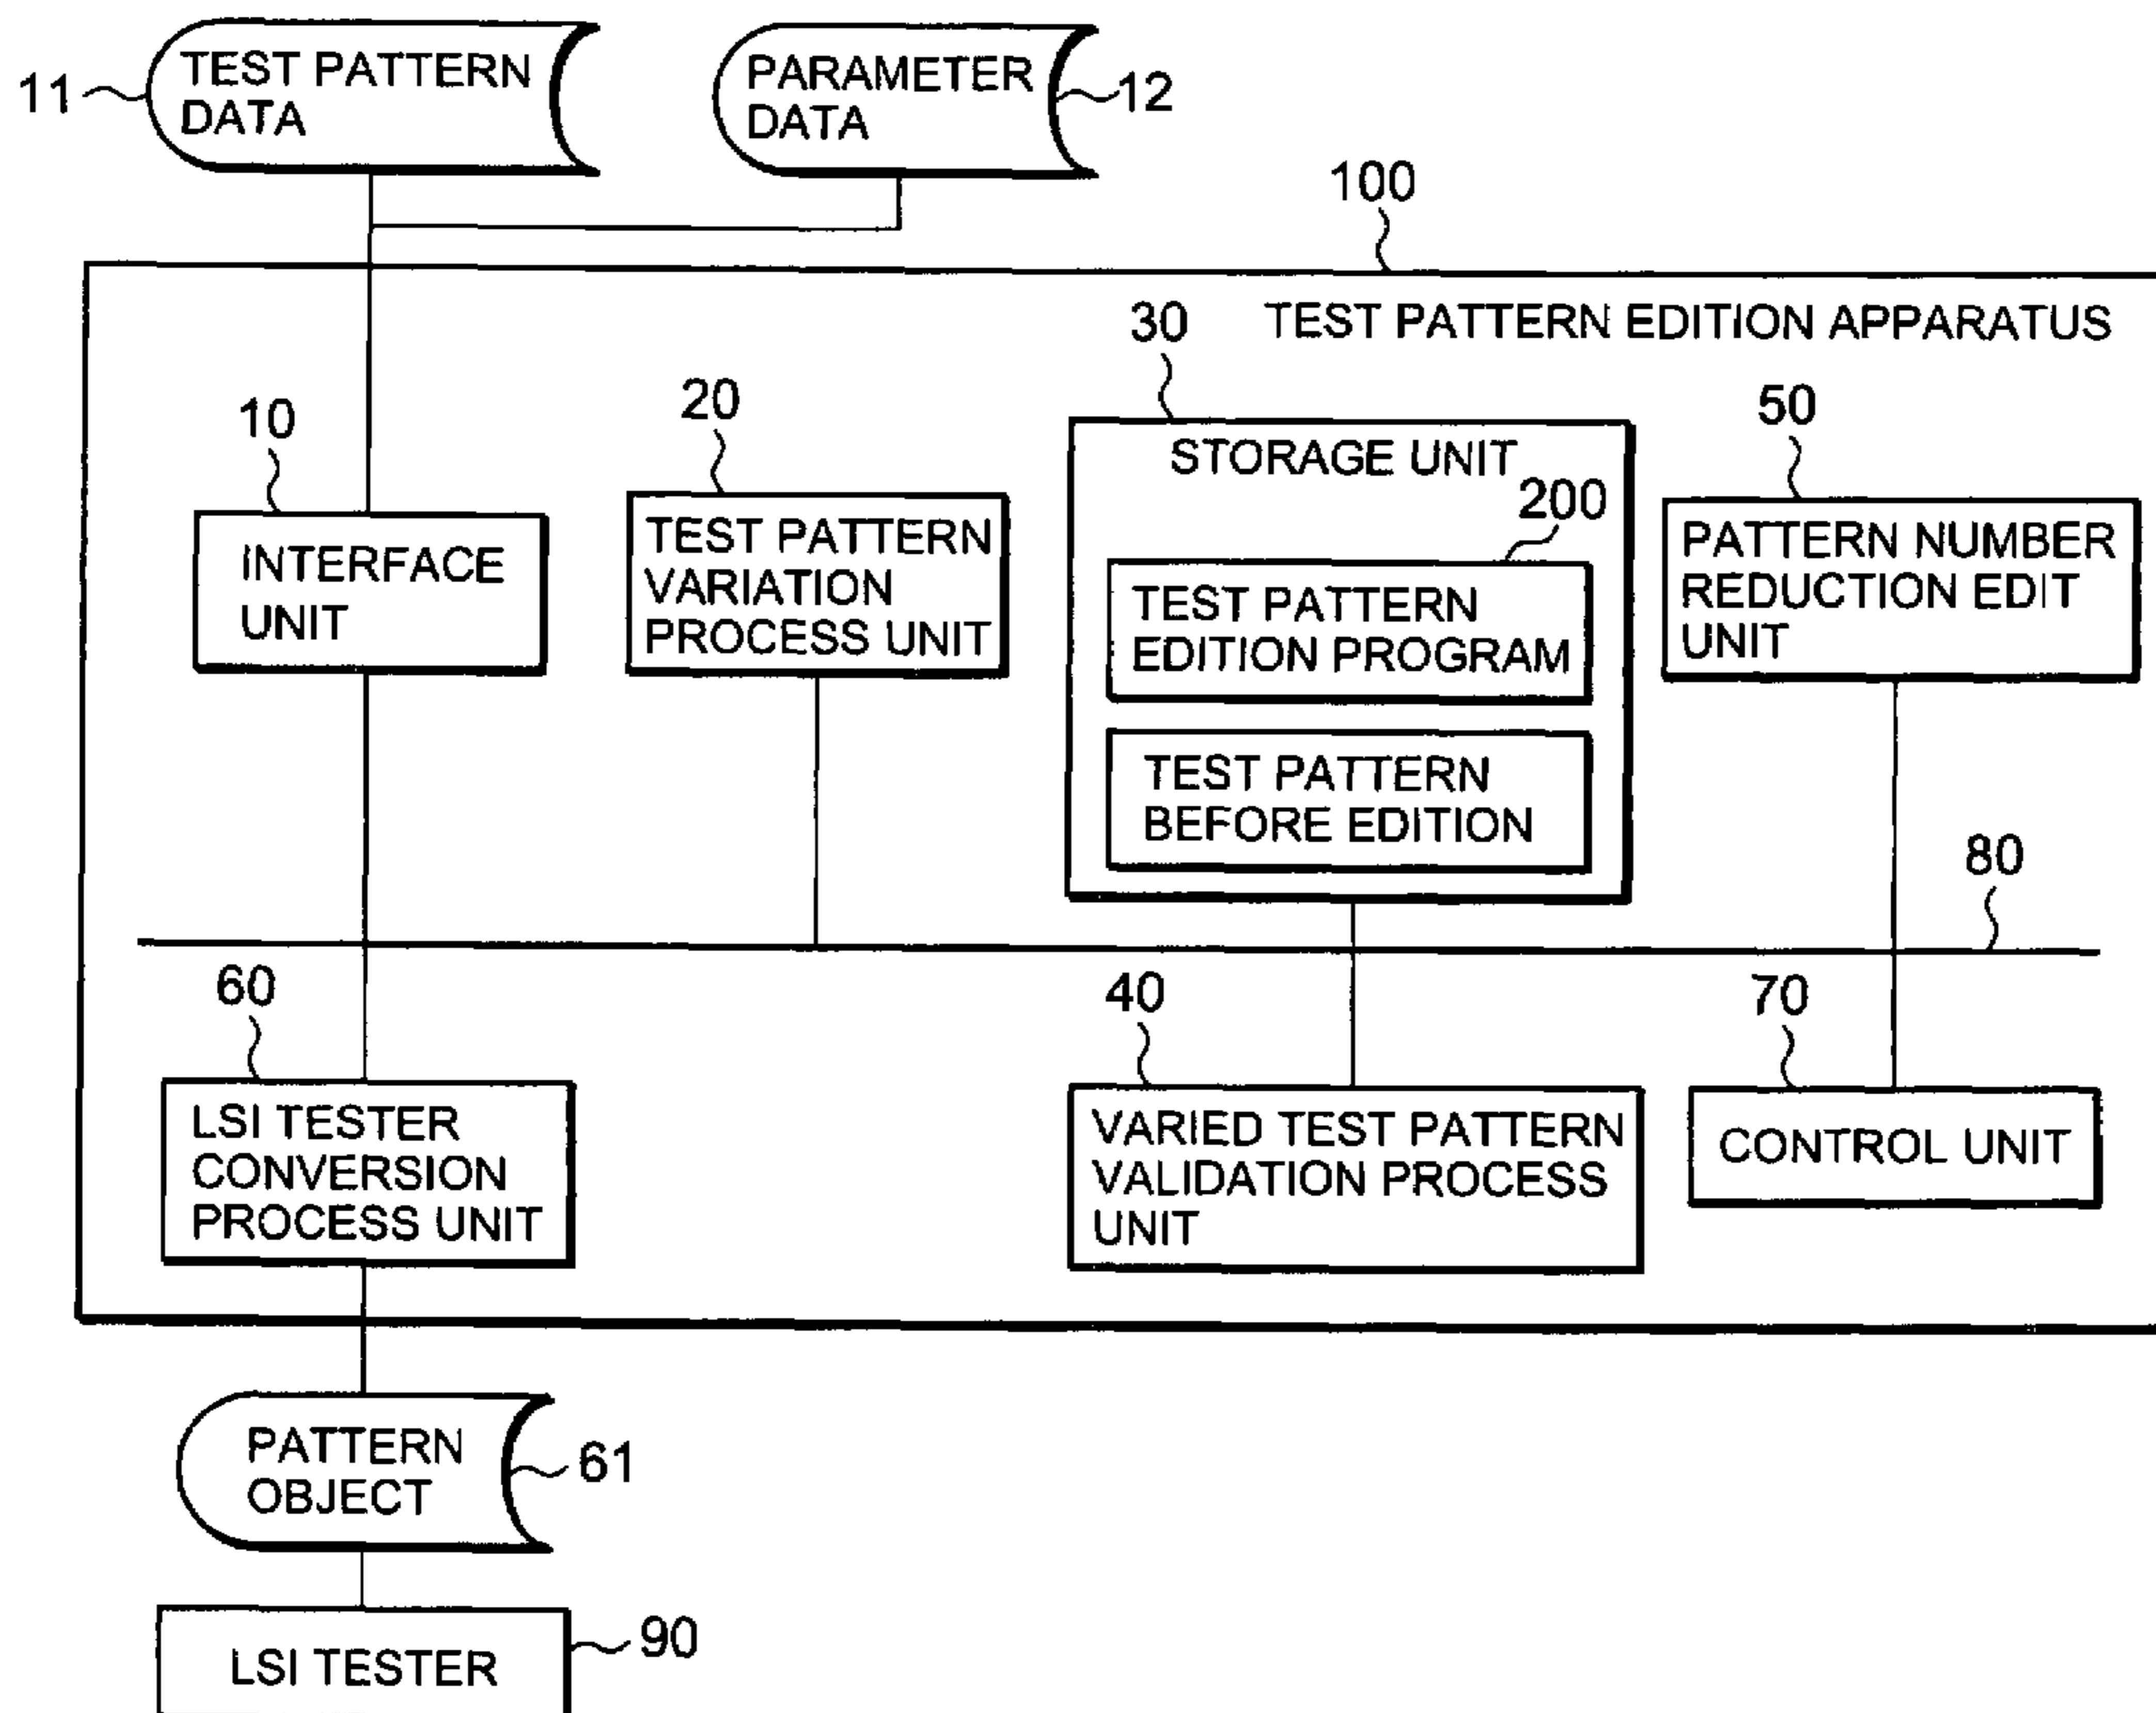 11
TEST PATTERN
DATA
PARAMETER
DATA
12
100
TEST PATTERN EDITION APPARATUS
10
INTERFACE
UNIT
20
TEST PATTERN
VARIATION
PROCESS UNIT
30
STORAGE UNIT
200
TEST PATTERN
EDITION PROGRAM
TEST PATTERN
BEFORE EDITION
50
PATTERN NUMBER
REDUCTION EDIT
UNIT
80
60
LSI TESTER
CONVERSION
PROCESS UNIT
40
VARIED TEST PATTERN
VALIDATION PROCESS
UNIT
70
CONTROL UNIT
PATTERN
OBJECT
61
LSI TESTER
90